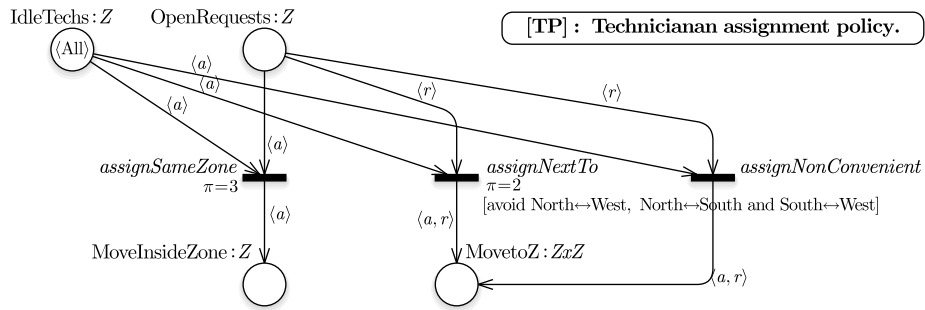 IdleTechs:Z OpenRequests:Z
[TP] : Technicianan assignment policy.
⟨All⟩
⟨a⟩
⟨a⟩
⟨r⟩
⟨r⟩
⟨a⟩
⟨a⟩
assignSameZone
π=3
assignNextTo
π=2
assignNonConvenient
[avoid North↔West, North↔South and South↔West]
⟨a⟩
⟨a, r⟩
MoveInsideZone:Z
MovetoZ:ZxZ
⟨a, r⟩